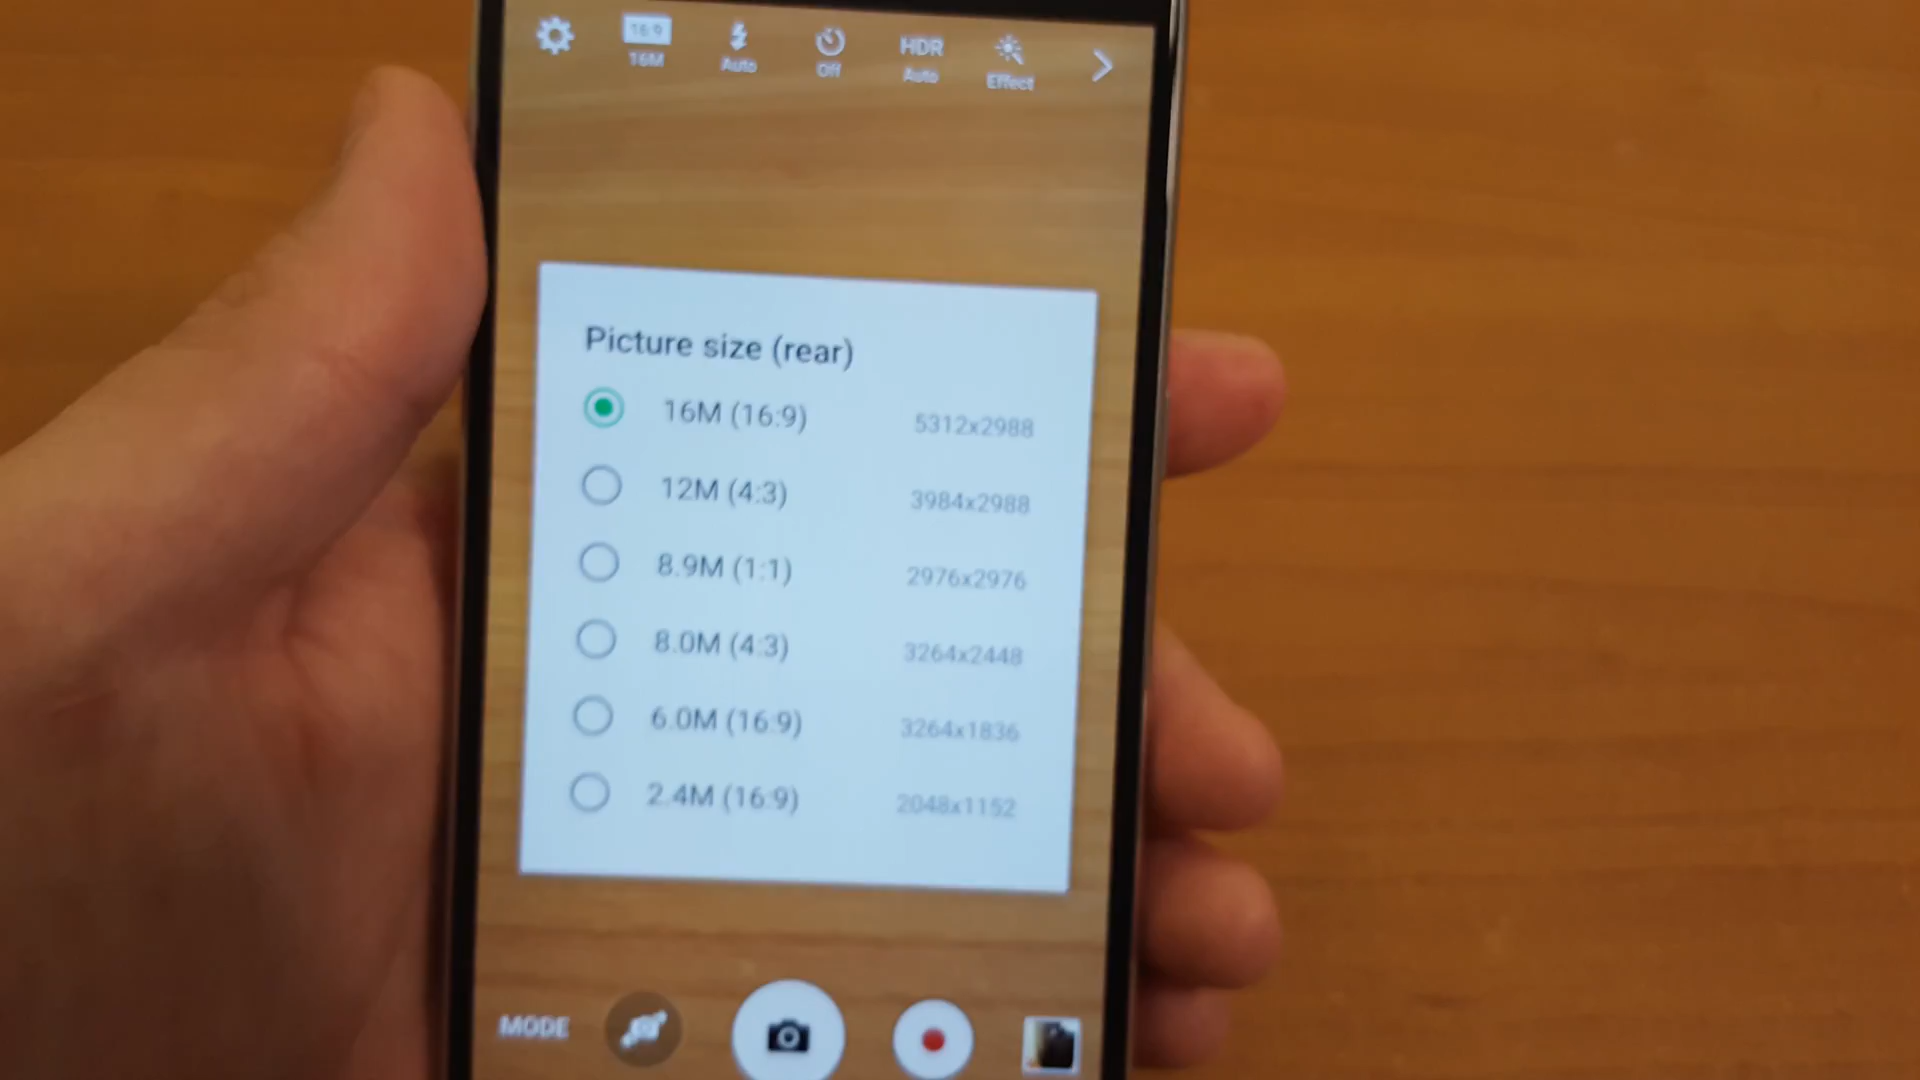 16:9
16M
Auto
Off
HDR
Auto
Effect
Picture size (rear)
16M (16:9) 5312x2988
12M (4:3) 3984x2988
8.9M (1:1) 2976x2976
8.0M (4:3) 3264x2448
6.0M (16:9) 3264x1836
2.4M (16:9) 2048x1152
MODE